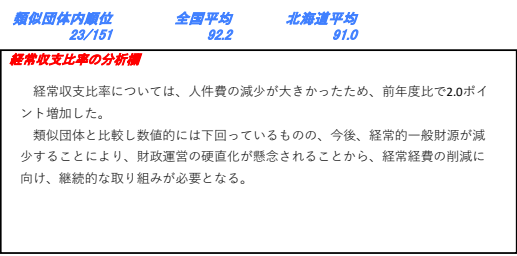 類似団体内順位 全国平均 北海道平均
23/151 92.2 91.0
経常収支比率の分析欄
経常収支比率については、人件費の減少が大きかったため、前年度比で2.0ポイ
ント増加した。
類似団体と比較し数値的には下回っているものの、今後、経常的一般財源が減
少することにより、財政運営の硬直化が懸念されることから、経常経費の削減に
向け、継続的な取り組みが必要となる。